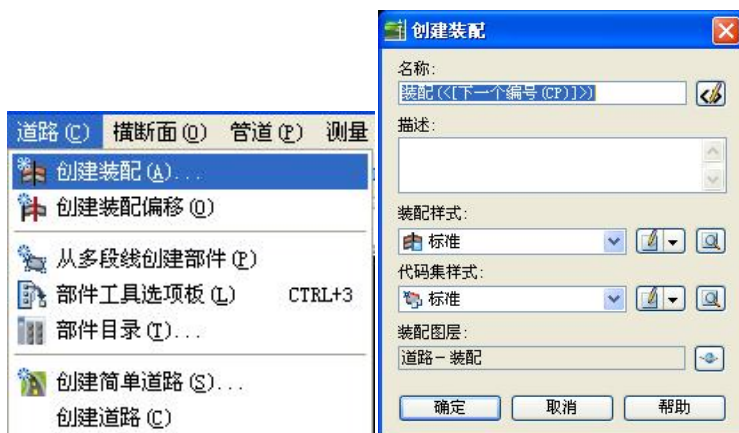 道路(C) 横断面(O) 管道(P) 测量
创建装配(A)...
创建装配偏移(O)
从多段线创建部件(P)
部件工具选项板(L) CTRL+3
部件目录(T)...
创建简单道路(S)...
创建道路(C)
创建装配
名称:
装配(<[下一个编号(CP)]>)
描述:
装配样式:
标准
代码集样式:
标准
装配图层:
道路- 装配
确定 取消 帮助